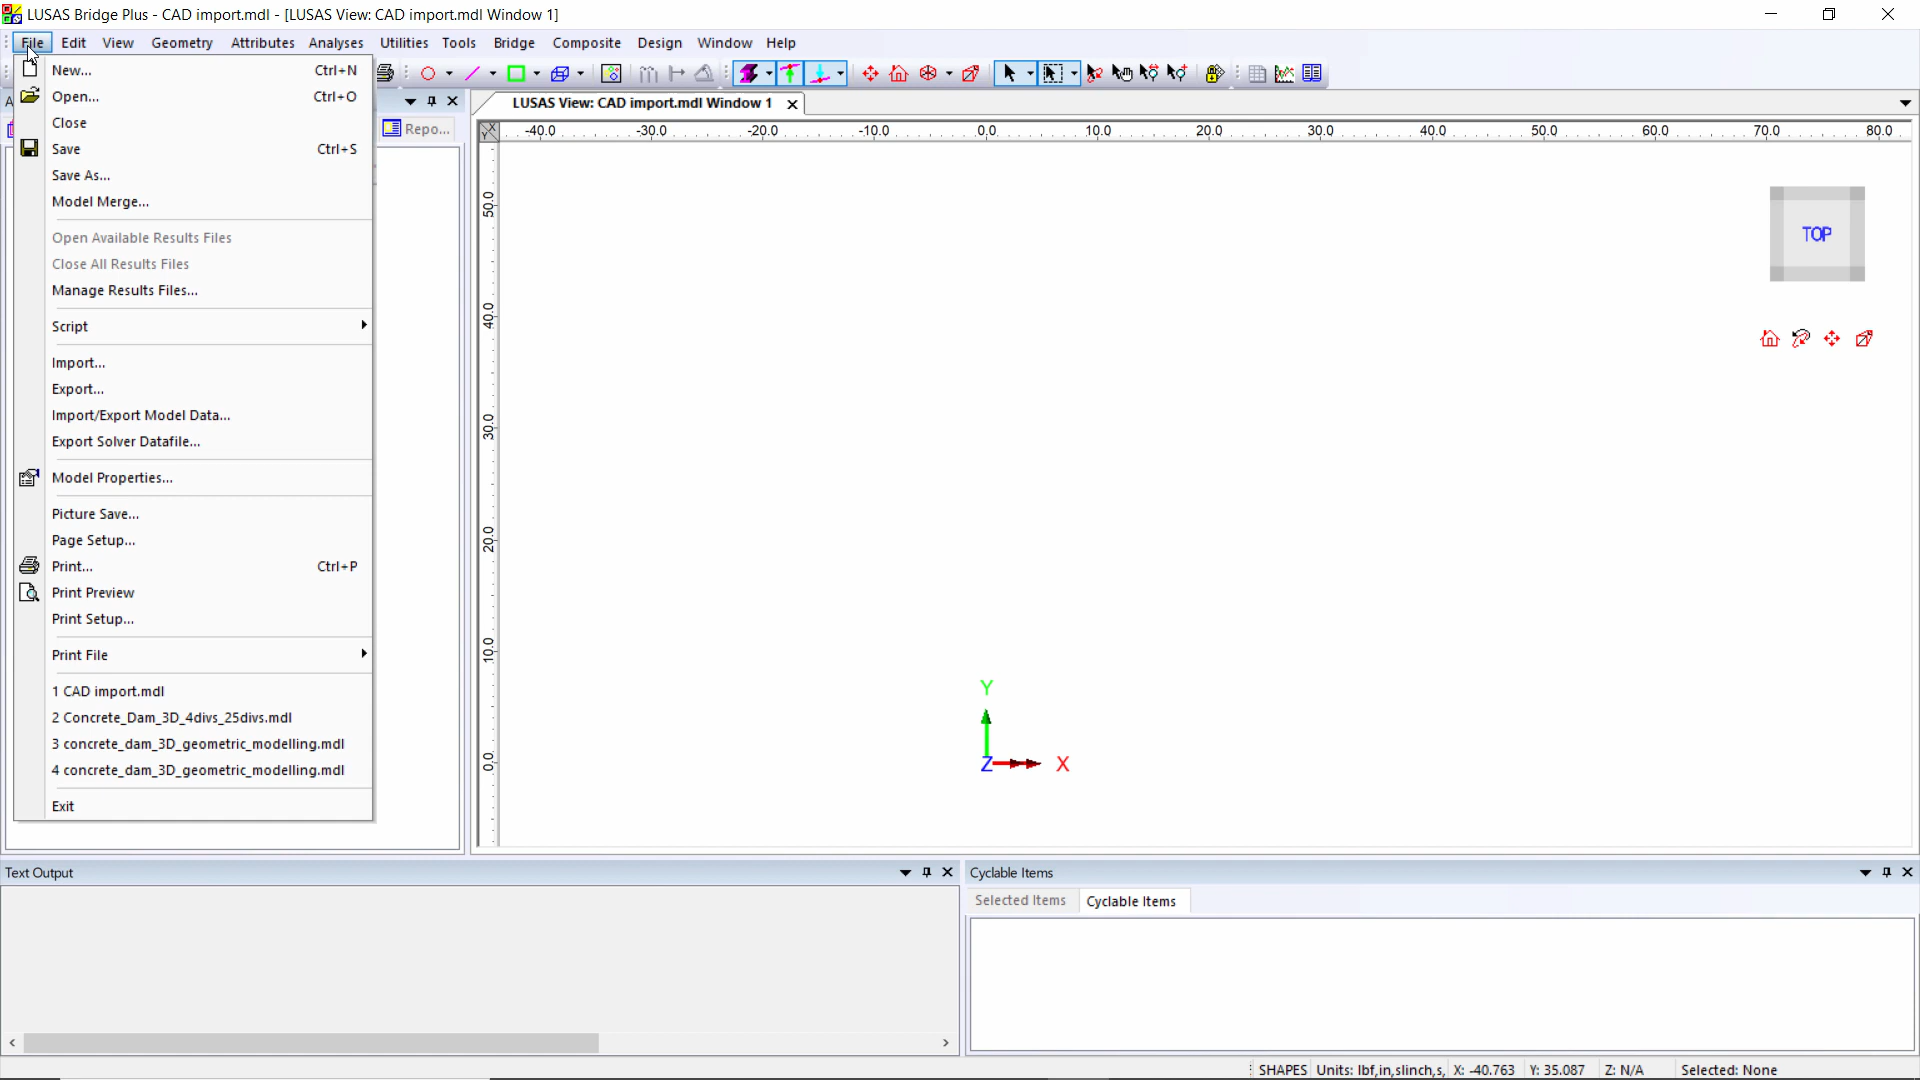 LUSAS Bridge Plus - CAD import.mdl - [LUSAS View: CAD import.mdl Window 1]
File Edit View Geometry Attributes Analyses Utilities Tools Bridge Composite Design Window Help
New... Ctrl+N
Open... Ctrl+O
Close
Save Ctrl+S
Save As...
Model Merge...
Open Available Results Files
Close All Results Files
Manage Results Files...
Script
Import...
Export...
Import/Export Model Data...
Export Solver Datafile...
Model Properties...
Picture Save...
Page Setup...
Print... Ctrl+P
Print Preview
Print Setup...
Print File
1 CAD import.mdl
2 Concrete_Dam_3D_4divs_25divs.mdl
3 concrete_dam_3D_geometric_modelling.mdl
4 concrete_dam_3D_geometric_modelling.mdl
Exit
Repo...
LUSAS View: CAD import.mdl Window 1
X
Y
-40.0 -30.0 -20.0 -10.0 0.0 10.0 20.0 30.0 40.0 50.0 60.0 70.0 80.0
50.0
40.0
30.0
20.0
10.0
0.0
TOP
Y
Z X
Text Output
Cyclable Items
Selected Items Cyclable Items
SHAPES Units: lbf,in,slinch,s, X: -40.763 Y: 35.087 Z: N/A Selected: None